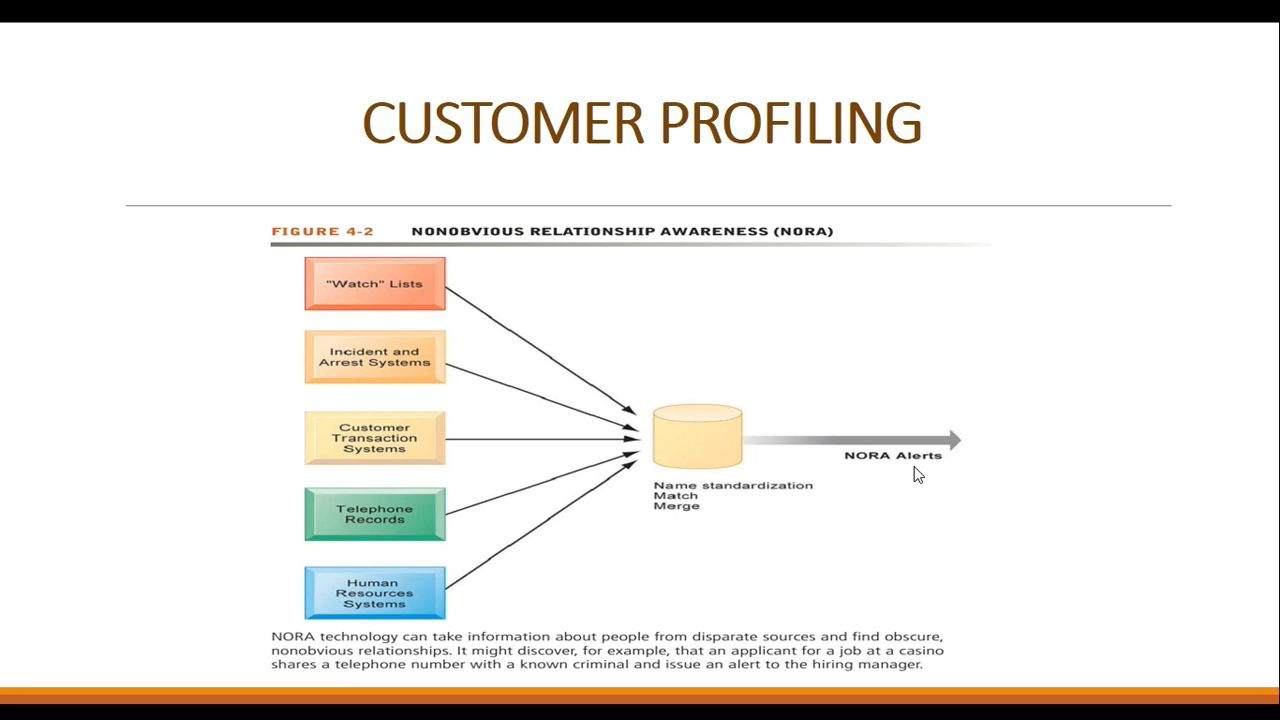 CUSTOMER PROFILING
FIGURE 4-2 NONOBVIOUS RELATIONSHIP AWARENESS (NORA)
"Watch" Lists
Incident and
Arrest Systems
Customer
Transaction
Systems
Telephone
Records
Human
Resources
Systems
Name standardization
Match
Merge
NORA Alerts
NORA technology can take information about people from disparate sources and find obscure,
nonobvious relationships. It might discover, for example, that an applicant for a job at a casino
shares a telephone number with a known criminal and issue an alert to the hiring manager.